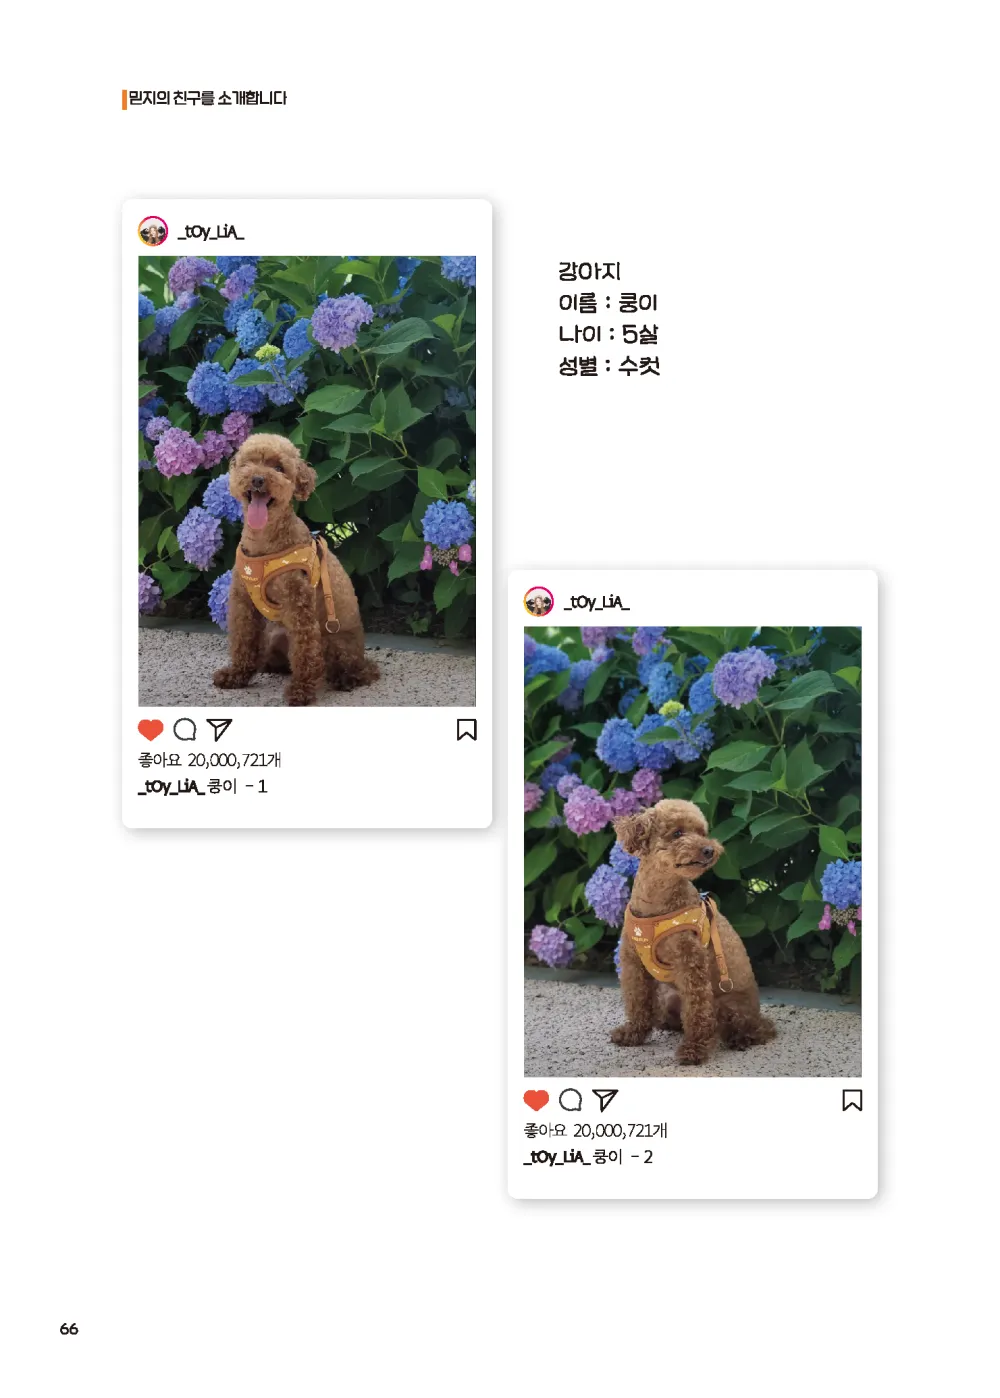 믿지의 친구를 소개합니다
_tOy_LiA_
강아지
이름 : 쿵이
나이 : 5살
성별 : 수컷
좋아요 20,000,721개
_tOy_LiA_ 쿵이 - 1
_tOy_LiA_
좋아요 20,000,721개
_tOy_LiA_ 쿵이 - 2
66